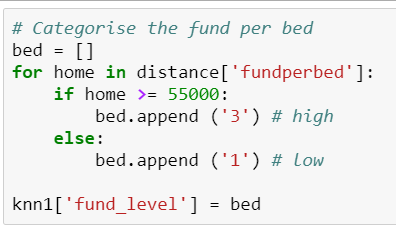 # Categorise the fund per bed
bed = []
for home in distance['fundperbed']:
    if home >= 55000:
        bed.append ('3') # high
    else:
        bed.append ('1') # low

knn1['fund_level'] = bed